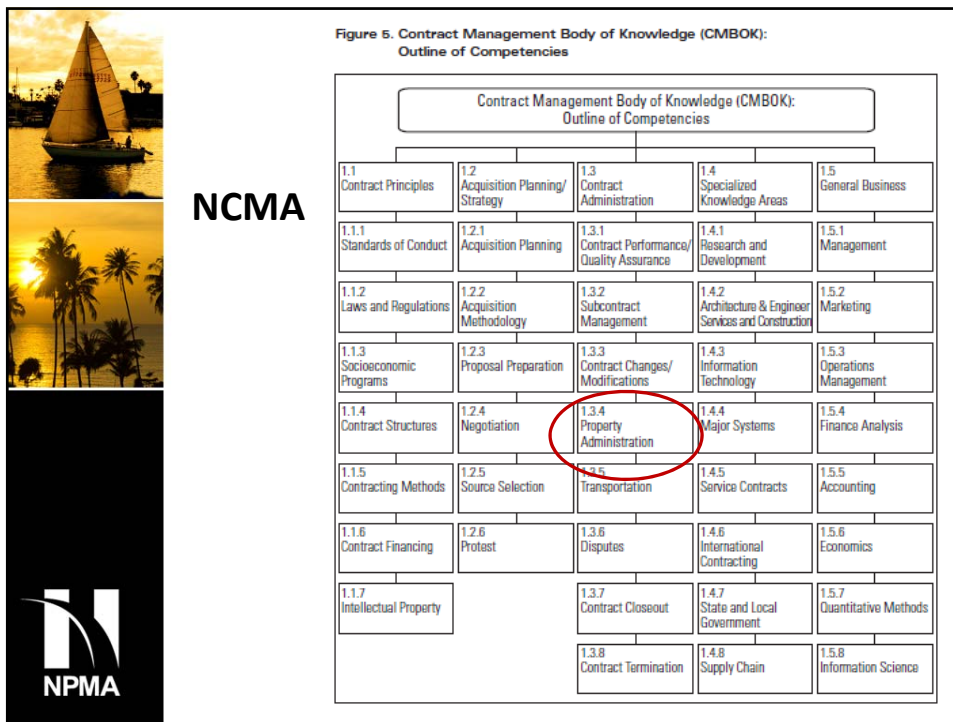 Figure 5. Contract Management Body of Knowledge (CMBOK):
Outline of Competencies
NCMA
Contract Management Body of Knowledge (CMBOK):
Outline of Competencies
1.1
Contract Principles
1.1.1
Standards of Conduct
1.1.2
Laws and Regulations
1.1.3
Socioeconomic
Programs
1.1.4
Contract Structures
1.1.5
Contracting Methods
1.1.6
Contract Financing
1.1.7
Intellectual Property
1.2
Acquisition Planning/
Strategy
1.2.1
Acquisition Planning
1.2.2
Acquisition
Methodology
1.2.3
Proposal Preparation
1.2.4
Negotiation
1.2.5
Source Selection
1.2.6
Protest
1.3
Contract
Administration
1.3.1
Contract Performance/
Quality Assurance
1.3.2
Subcontract
Management
1.3.3
Contract Changes/
Modifications
1.3.4
Property
Administration
1.3.5
Transportation
1.3.6
Disputes
1.3.7
Contract Closeout
1.3.8
Contract Termination
1.4
Specialized
Knowledge Areas
1.4.1
Research and
Development
1.4.2
Architecture & Engineer
Services and Construction
1.4.3
Information
Technology
1.4.4
Major Systems
1.4.5
Service Contracts
1.4.6
International
Contracting
1.4.7
State and Local
Government
1.4.8
Supply Chain
1.5
General Business
1.5.1
Management
1.5.2
Marketing
1.5.3
Operations
Management
1.5.4
Finance Analysis
1.5.5
Accounting
1.5.6
Economics
1.5.7
Quantitative Methods
1.5.8
Information Science
NPMA